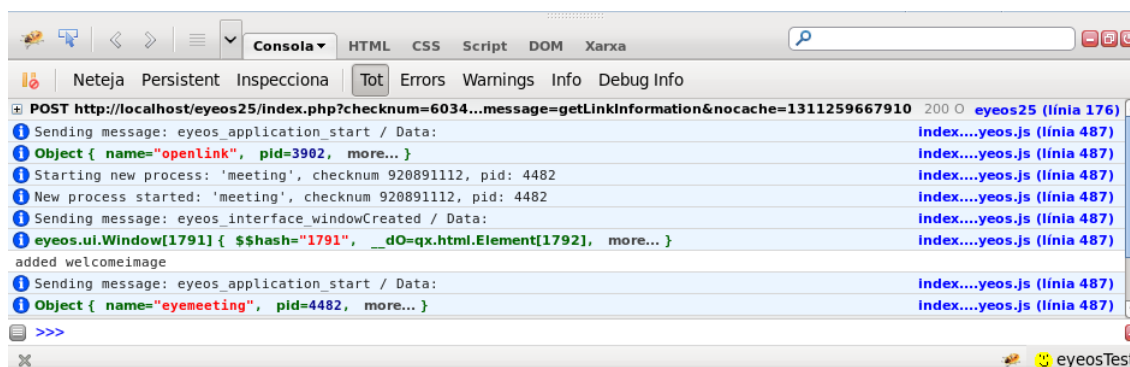 Consola HTML CSS Script DOM Xarxa
Neteja Persistent Inspecciona Tot Errors Warnings Info Debug Info
POST http://localhost/eyeos25/index.php?checknum=6034...message=getLinkInformation&nocache=1311259667910 200 O eyeos25 (línia 176)
Sending message: eyeos_application_start / Data: index....yeos.js (línia 487)
Object { name="openlink", pid=3902, more... } index....yeos.js (línia 487)
Starting new process: 'meeting', checknum 920891112, pid: 4482 index....yeos.js (línia 487)
New process started: 'meeting', checknum 920891112, pid: 4482 index....yeos.js (línia 487)
Sending message: eyeos_interface_windowCreated / Data: index....yeos.js (línia 487)
eyeos.ui.Window[1791] { $$hash="1791", __dO=qx.html.Element[1792], more... } index....yeos.js (línia 487)
added welcomeimage
Sending message: eyeos_application_start / Data: index....yeos.js (línia 487)
Object { name="eyemeeting", pid=4482, more... } index....yeos.js (línia 487)
>>>
eyeosTest